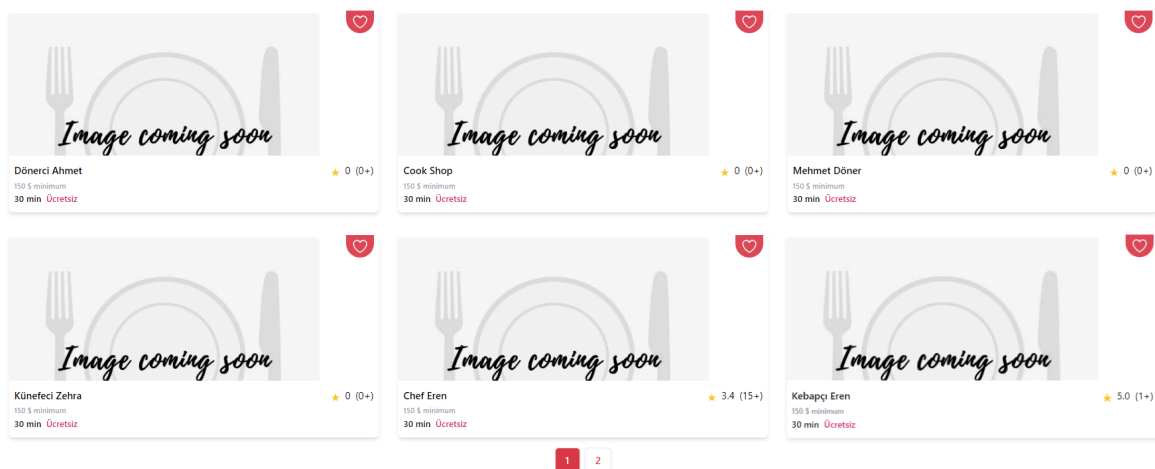 Image coming soon
Image coming soon
Image coming soon
Dönerci Ahmet 0 (0+)
Cook Shop 0 (0+)
Mehmet Döner 0 (0+)
150 $ minimum
150 $ minimum
150 $ minimum
30 min Ücretsiz
30 min Ücretsiz
30 min Ücretsiz
Image coming soon
Image coming soon
Image coming soon
Künefeci Zehra 0 (0+)
Chef Eren 3.4 (15+)
Kebapçı Eren 5.0 (1+)
150 $ minimum
150 $ minimum
150 $ minimum
30 min Ücretsiz
30 min Ücretsiz
30 min Ücretsiz
1 2